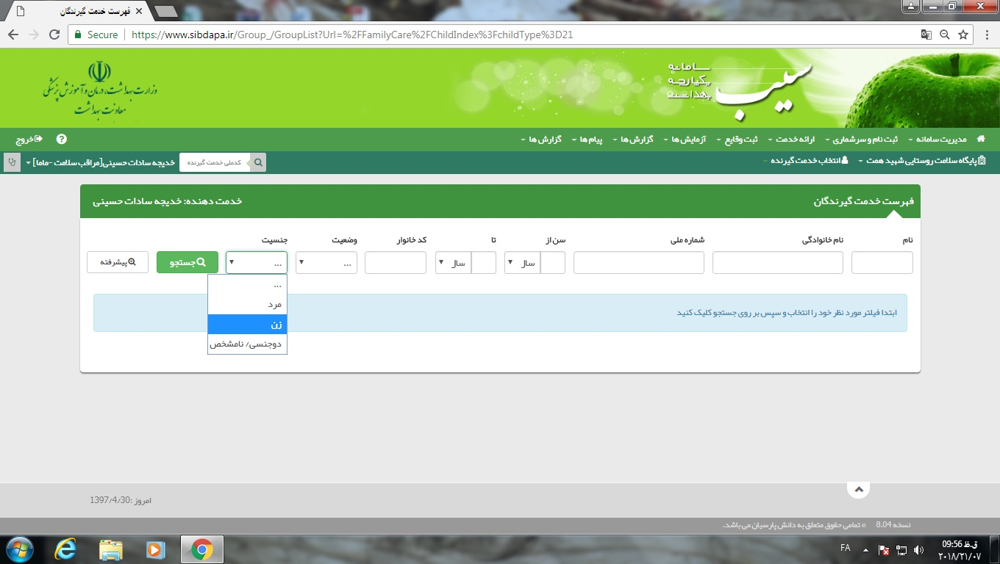 فهرست خدمت گیرندگان
Secure | https://www.sibdapa.ir/Group_/GroupList?Url=%2FFamilyCare%2FChildIndex%3FchildType%3D21
سیب
سامانه
یکپارچه
بهداشت
وزارت بهداشت، درمان و آموزش پزشکی
معاونت بهداشت
مدیریت سامانه ثبت نام و سرشماری ارائه خدمت ثبت وقایع آزمایش ها گزارش ها پیام ها گزارش ها ? خروج
پایگاه سلامت روستایی شهید همت انتخاب خدمت گیرنده کدملی خدمت گیرنده خدیجه سادات حسینی[مراقب سلامت -ماما]
فهرست خدمت گیرندگان خدمت دهنده: خدیجه سادات حسینی
نام نام خانوادگی شماره ملی سن از تا کد خانوار وضعیت جنسیت
سال سال ... ... جستجو پیشرفته
...
مرد
زن
دوجنسی/ نامشخص
ابتدا فیلتر مورد نظر خود را انتخاب و سپس بر روی جستجو کلیک کنید
امروز :1397/4/30
نسخه 8.04 © تمامی حقوق متعلق به دانش پارسیان می باشد.
FA
09:56 ق.ظ
۲۰۱۸/۲۱/۰۷